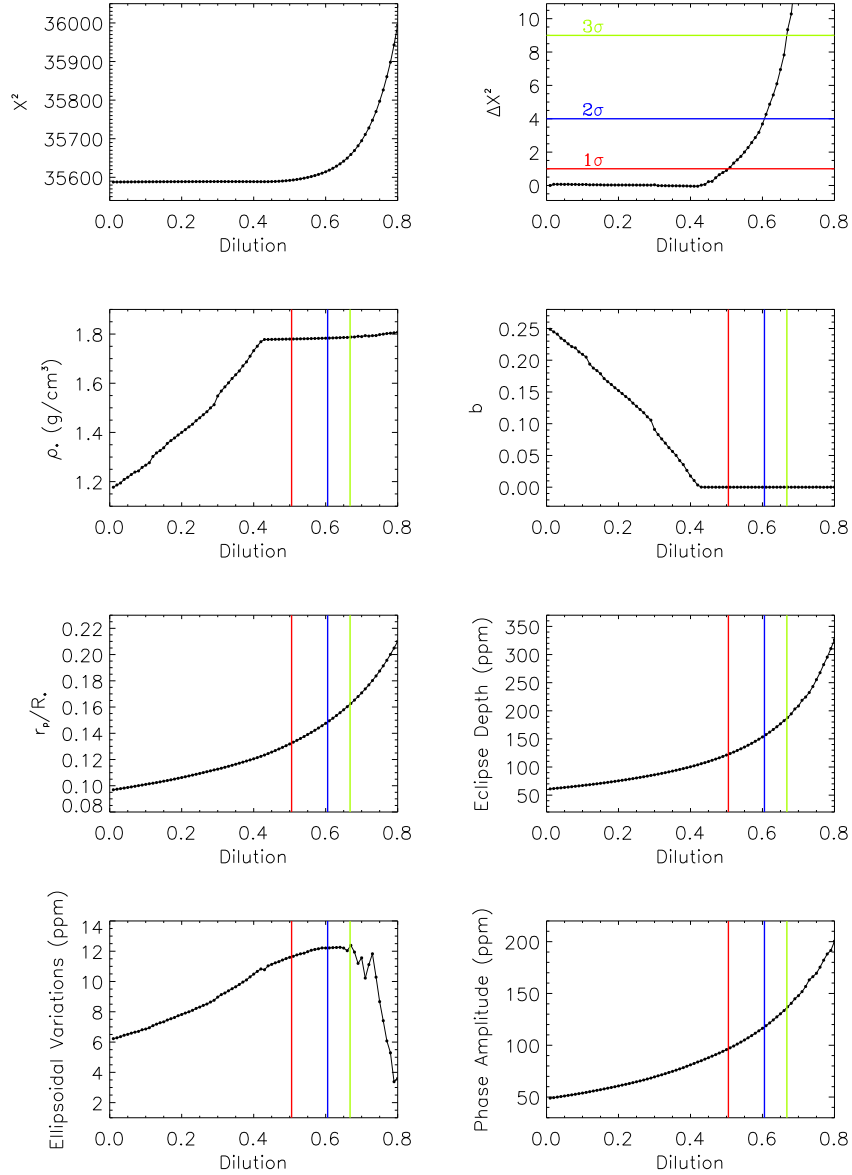 36000
35900
35800
35700
35600
X²
0.0 0.2 0.4 0.6 0.8
Dilution
10
8
6
4
2
0
ΔX²
3σ
2σ
1σ
0.0 0.2 0.4 0.6 0.8
Dilution
1.8
1.6
1.4
1.2
ρ⋆ (g/cm³)
0.0 0.2 0.4 0.6 0.8
Dilution
0.25
0.20
0.15
0.10
0.05
0.00
b
0.0 0.2 0.4 0.6 0.8
Dilution
0.22
0.20
0.18
0.16
0.14
0.12
0.10
0.08
rₚ/R⋆
0.0 0.2 0.4 0.6 0.8
Dilution
350
300
250
200
150
100
50
Eclipse Depth (ppm)
0.0 0.2 0.4 0.6 0.8
Dilution
14
12
10
8
6
4
2
Ellipsoidal Variations (ppm)
0.0 0.2 0.4 0.6 0.8
Dilution
200
150
100
50
Phase Amplitude (ppm)
0.0 0.2 0.4 0.6 0.8
Dilution